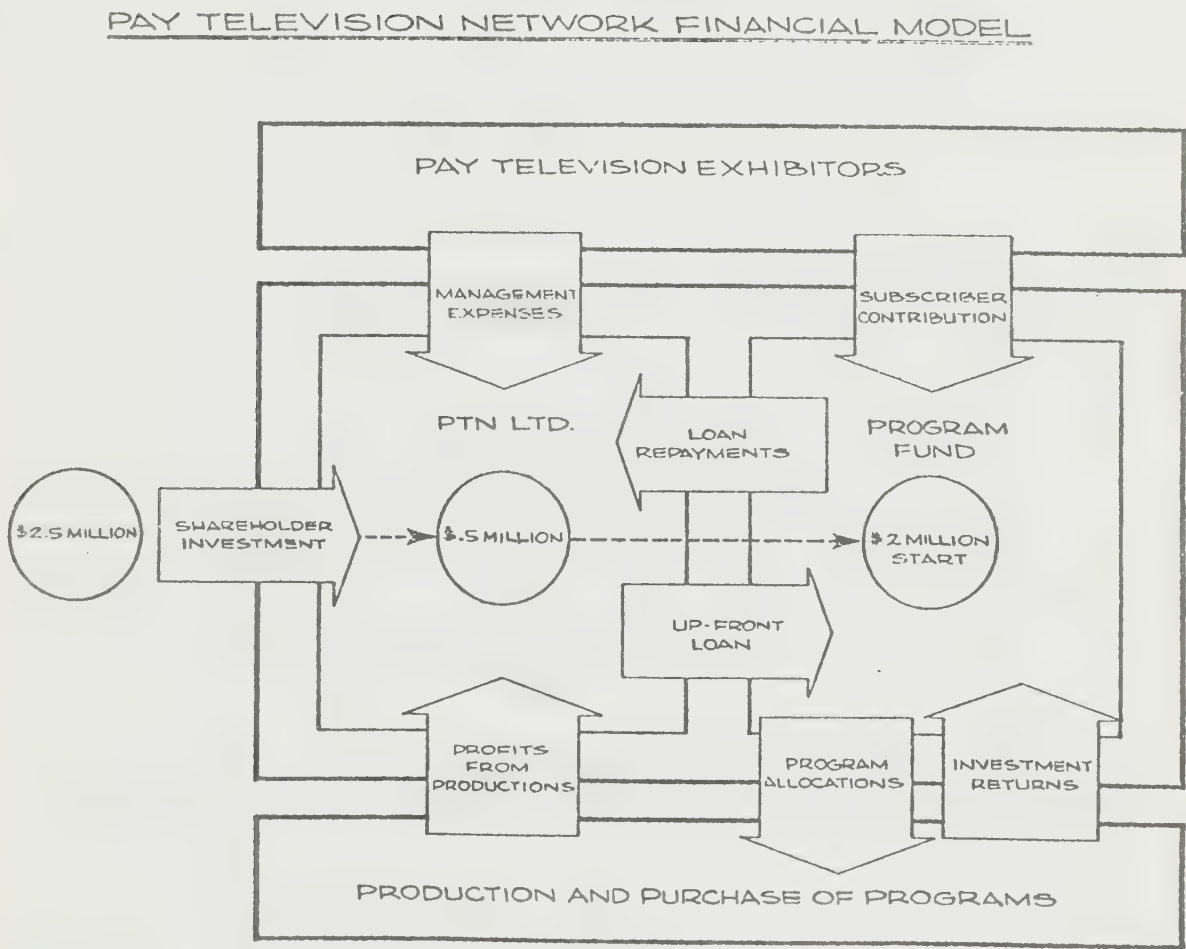 PAY TELEVISION NETWORK FINANCIAL MODEL
PAY TELEVISION EXHIBITORS
MANAGEMENT
EXPENSES
SUBSCRIBER
CONTRIBUTION
PTN LTD.
LOAN
REPAYMENTS
PROGRAM
FUND
$2.5 MILLION
SHAREHOLDER
INVESTMENT
$.5 MILLION
$2 MILLION
START
UP-FRONT
LOAN
PROFITS
FROM
PRODUCTIONS
PROGRAM
ALLOCATIONS
INVESTMENT
RETURNS
PRODUCTION AND PURCHASE OF PROGRAMS